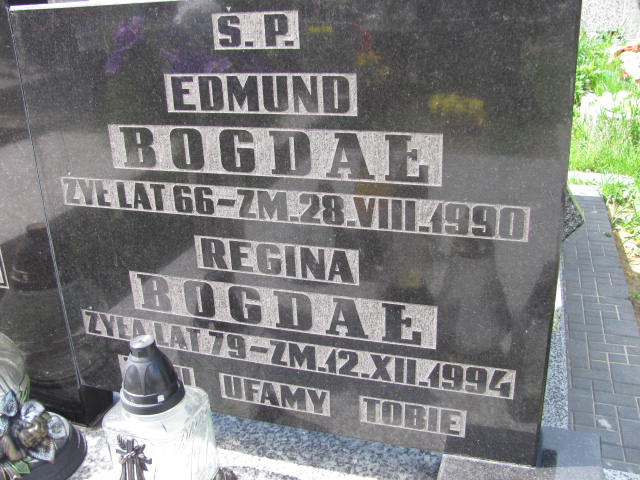 Ś. P.
EDMUND
BOGDAŁ
ŻYŁ LAT 66 – ZM. 28. VIII. 1990
REGINA
BOGDAŁ
ŻYŁA LAT 79 – ZM. 12. XII. 1994
UFAMY TOBIE